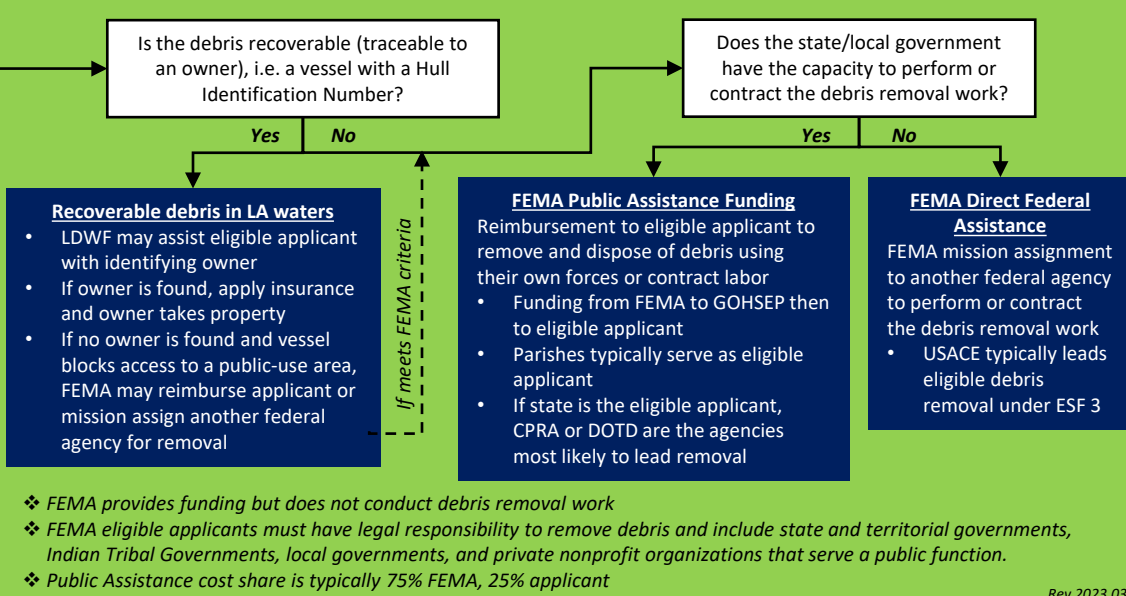 Is the debris recoverable (traceable to
an owner), i.e. a vessel with a Hull
Identification Number?
Yes
No
Does the state/local government
have the capacity to perform or
contract the debris removal work?
Yes
No
Recoverable debris in LA waters
• LDWF may assist eligible applicant
with identifying owner
• If owner is found, apply insurance
and owner takes property
• If no owner is found and vessel
blocks access to a public-use area,
FEMA may reimburse applicant or
mission assign another federal
agency for removal
If meets FEMA criteria
FEMA Public Assistance Funding
Reimbursement to eligible applicant to
remove and dispose of debris using
their own forces or contract labor
• Funding from FEMA to GOHSEP then
to eligible applicant
• Parishes typically serve as eligible
applicant
• If state is the eligible applicant,
CPRA or DOTD are the agencies
most likely to lead removal
FEMA Direct Federal
Assistance
FEMA mission assignment
to another federal agency
to perform or contract
the debris removal work
• USACE typically leads
eligible debris
removal under ESF 3
❖ FEMA provides funding but does not conduct debris removal work
❖ FEMA eligible applicants must have legal responsibility to remove debris and include state and territorial governments,
Indian Tribal Governments, local governments, and private nonprofit organizations that serve a public function.
❖ Public Assistance cost share is typically 75% FEMA, 25% applicant
Rev 2023.03